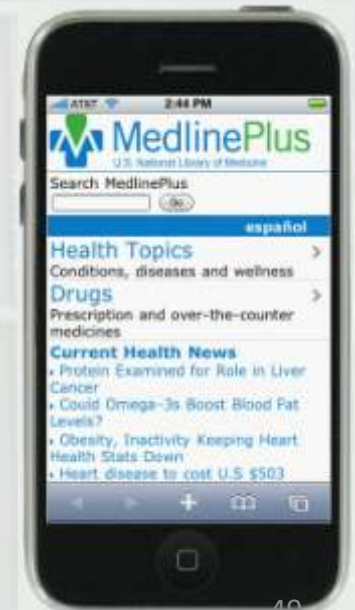 AT&T
2:44 PM
MedlinePlus
U.S. National Library of Medicine
Search MedlinePlus
Go
español
Health Topics
Conditions, diseases and wellness
Drugs
Prescription and over-the-counter
medicines
Current Health News
Protein Examined for Role in Liver
Cancer
Could Omega-3s Boost Blood Fat
Levels?
Obesity, Inactivity Keeping Heart
Health Stats Down
Heart disease to cost U.S $503
49